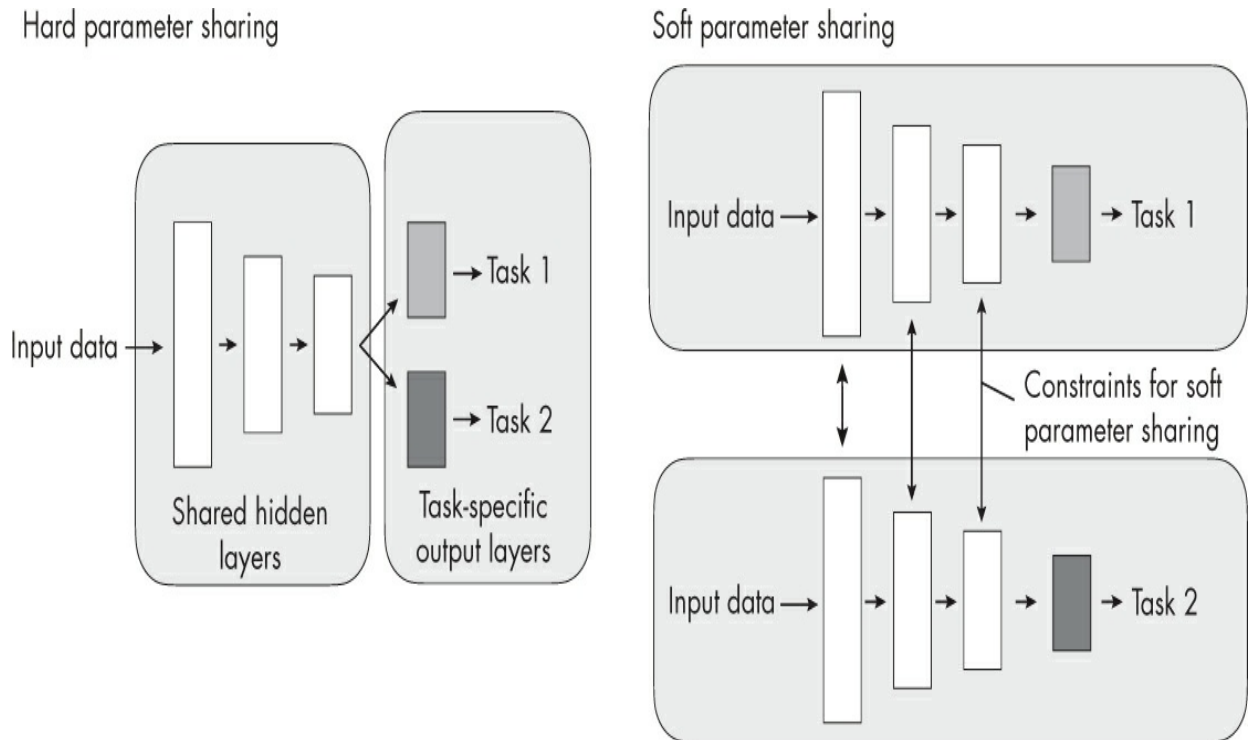 Hard parameter sharing
Input data
Task 1
Task 2
Shared hidden
layers
Task-specific
output layers
Soft parameter sharing
Input data
Task 1
Constraints for soft
parameter sharing
Input data
Task 2